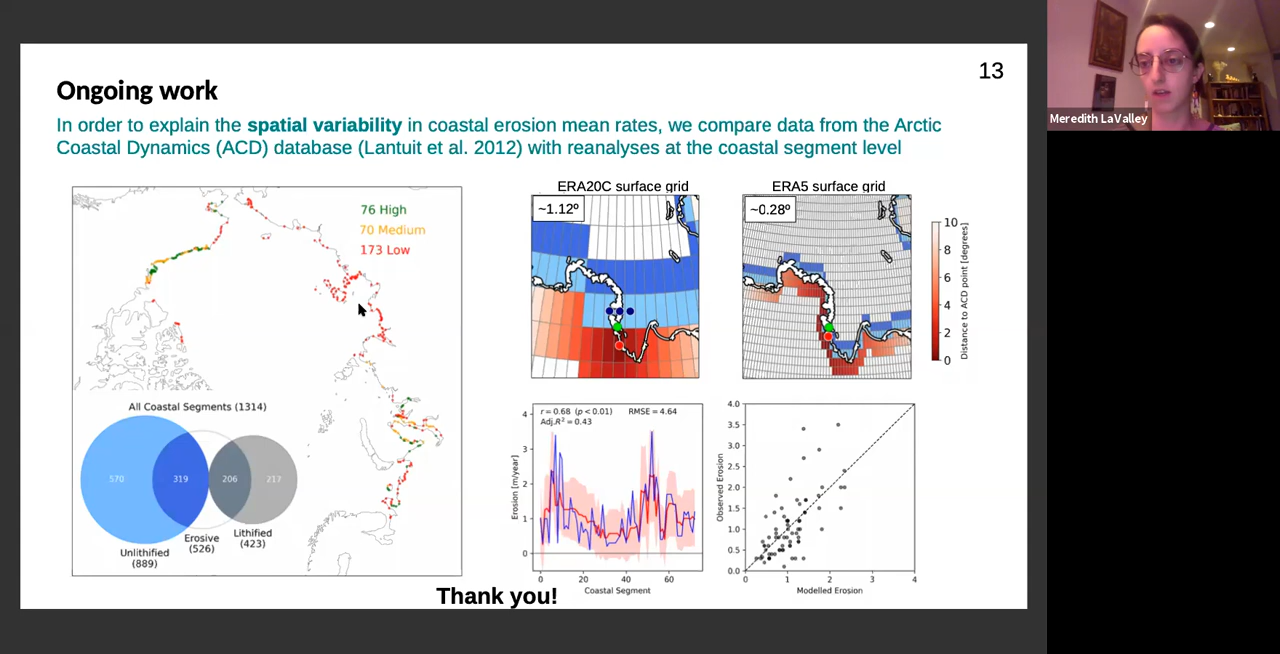 13
Ongoing work
In order to explain the spatial variability in coastal erosion mean rates, we compare data from the Arctic
Coastal Dynamics (ACD) database (Lantuit et al. 2012) with reanalyses at the coastal segment level
76 High
70 Medium
173 Low
All Coastal Segments (1314)
570
319
206
217
Unlithified
(889)
Erosive
(526)
Lithified
(423)
ERA20C surface grid
~1.12º
ERA5 surface grid
~0.28º
10
8
6
4
2
0
Distance to ACD point [degrees]
r = 0.68 (p < 0.01) RMSE = 4.64
Adj.R² = 0.43
Erosion [m/year]
4
3
2
1
0
0 20 40 60
Coastal Segment
Observed Erosion
4.0
3.5
3.0
2.5
2.0
1.5
1.0
0.5
0.0
0 1 2 3 4
Modelled Erosion
Thank you!
Meredith LaValley